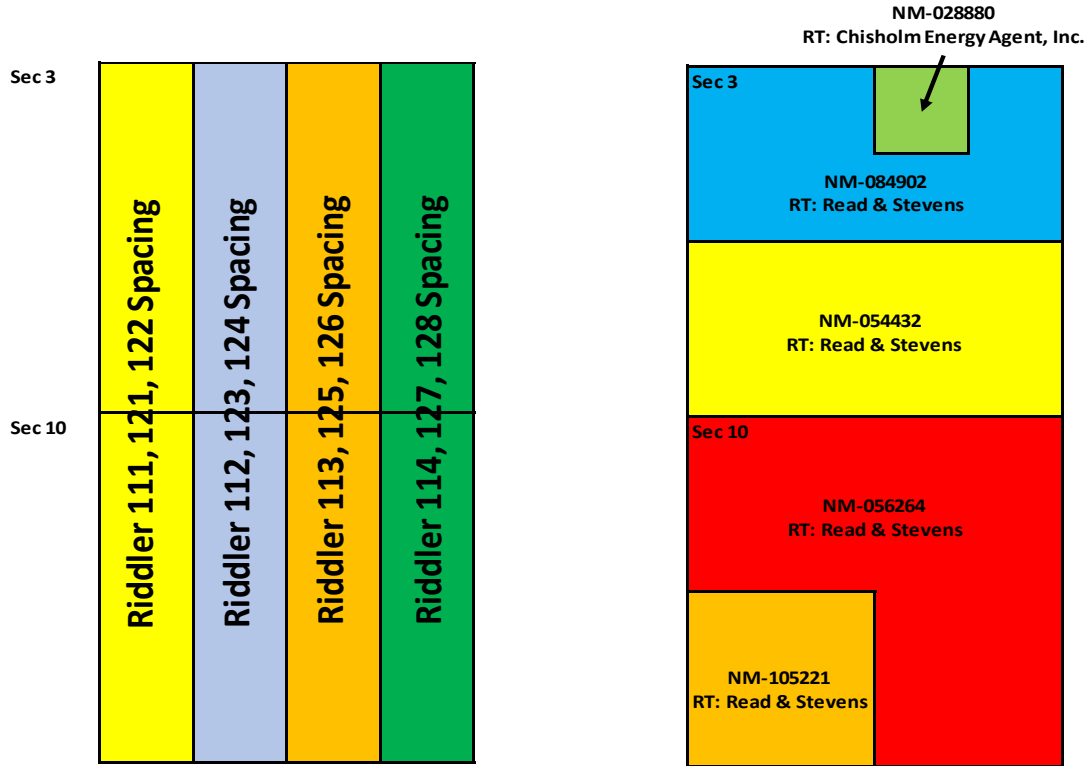 NM-028880
RT: Chisholm Energy Agent, Inc.
Sec 3
Sec 10
Riddler 111, 121, 122 Spacing
Riddler 112, 123, 124 Spacing
Riddler 113, 125, 126 Spacing
Riddler 114, 127, 128 Spacing
Sec 3
NM-084902
RT: Read & Stevens
NM-054432
RT: Read & Stevens
Sec 10
NM-056264
RT: Read & Stevens
NM-105221
RT: Read & Stevens